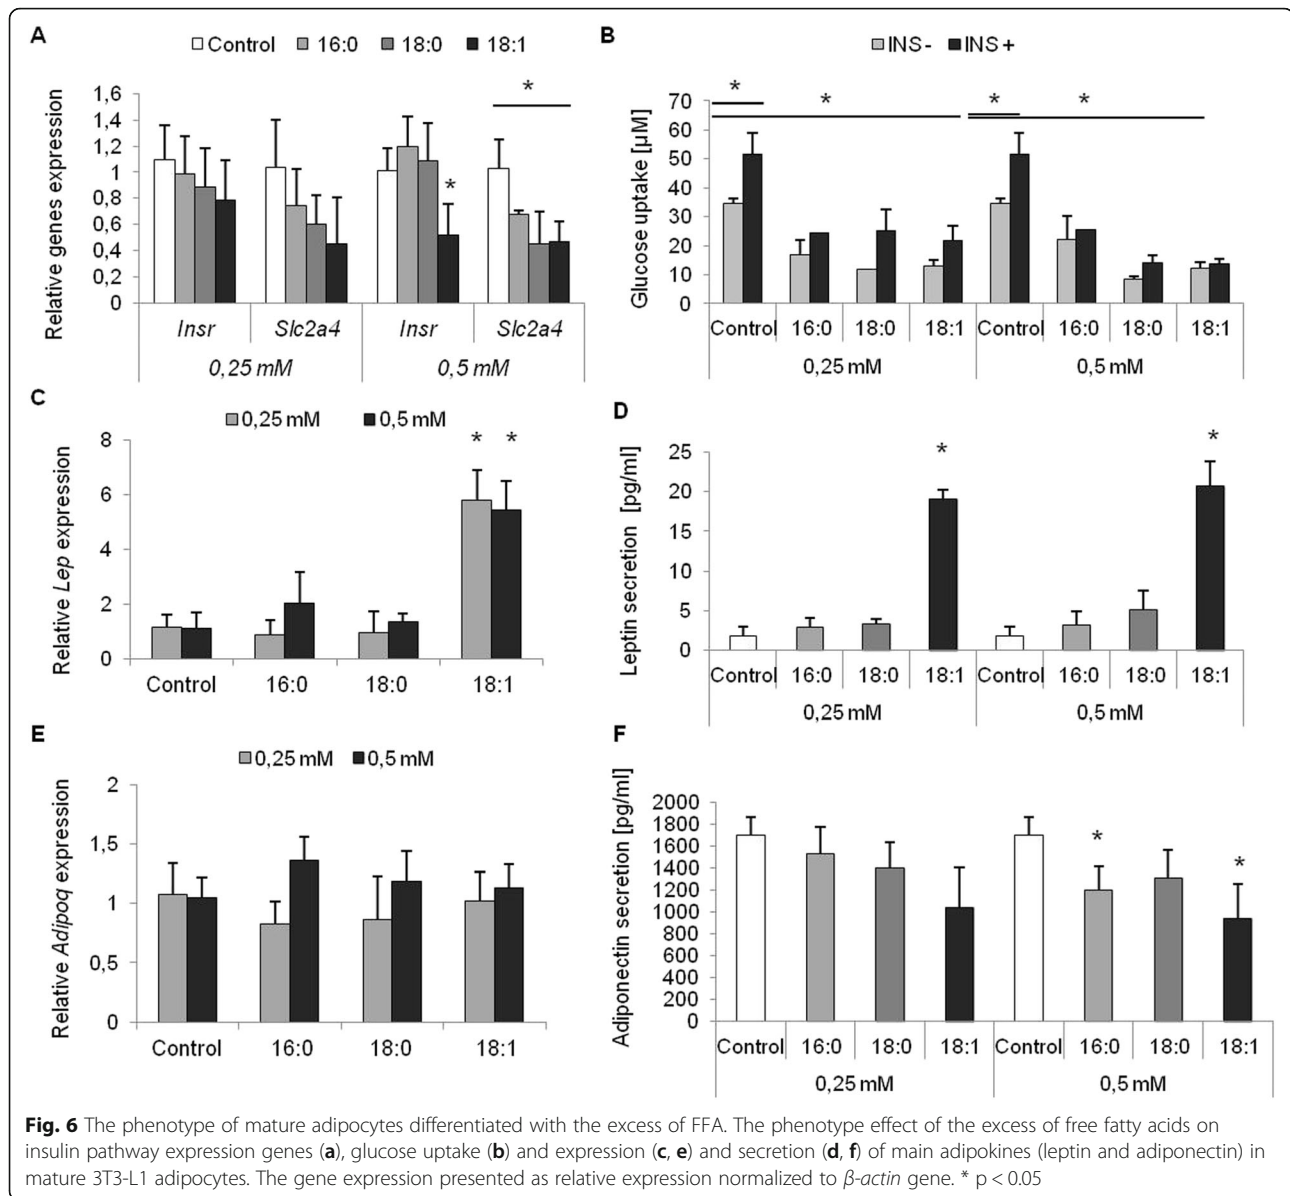 A
Control 16:0 18:0 18:1
*
1,6
1,4
1,2
1
0,8
0,6
0,4
0,2
0
*
Relative genes expression
Insr Slc2a4 Insr Slc2a4
0,25 mM 0,5 mM
B
INS - INS +
* * * *
70
60
50
40
30
20
10
0
Glucose uptake [µM]
Control 16:0 18:0 18:1 Control 16:0 18:0 18:1
0,25 mM 0,5 mM
C
0,25 mM 0,5 mM
* *
8
6
4
2
0
Relative Lep expression
Control 16:0 18:0 18:1
D
* *
25
20
15
10
5
0
Leptin secretion [pg/ml]
Control 16:0 18:0 18:1 Control 16:0 18:0 18:1
0,25 mM 0,5 mM
E
0,25 mM 0,5 mM
2
1,5
1
0,5
0
Relative Adipoq expression
Control 16:0 18:0 18:1
F
2000
1800
1600
1400
1200
1000
800
600
400
200
0
* *
Adiponectin secretion [pg/ml]
Control 16:0 18:0 18:1 Control 16:0 18:0 18:1
0,25 mM 0,5 mM
Fig. 6 The phenotype of mature adipocytes differentiated with the excess of FFA. The phenotype effect of the excess of free fatty acids on
insulin pathway expression genes (a), glucose uptake (b) and expression (c, e) and secretion (d, f) of main adipokines (leptin and adiponectin) in
mature 3T3-L1 adipocytes. The gene expression presented as relative expression normalized to β-actin gene. * p < 0.05